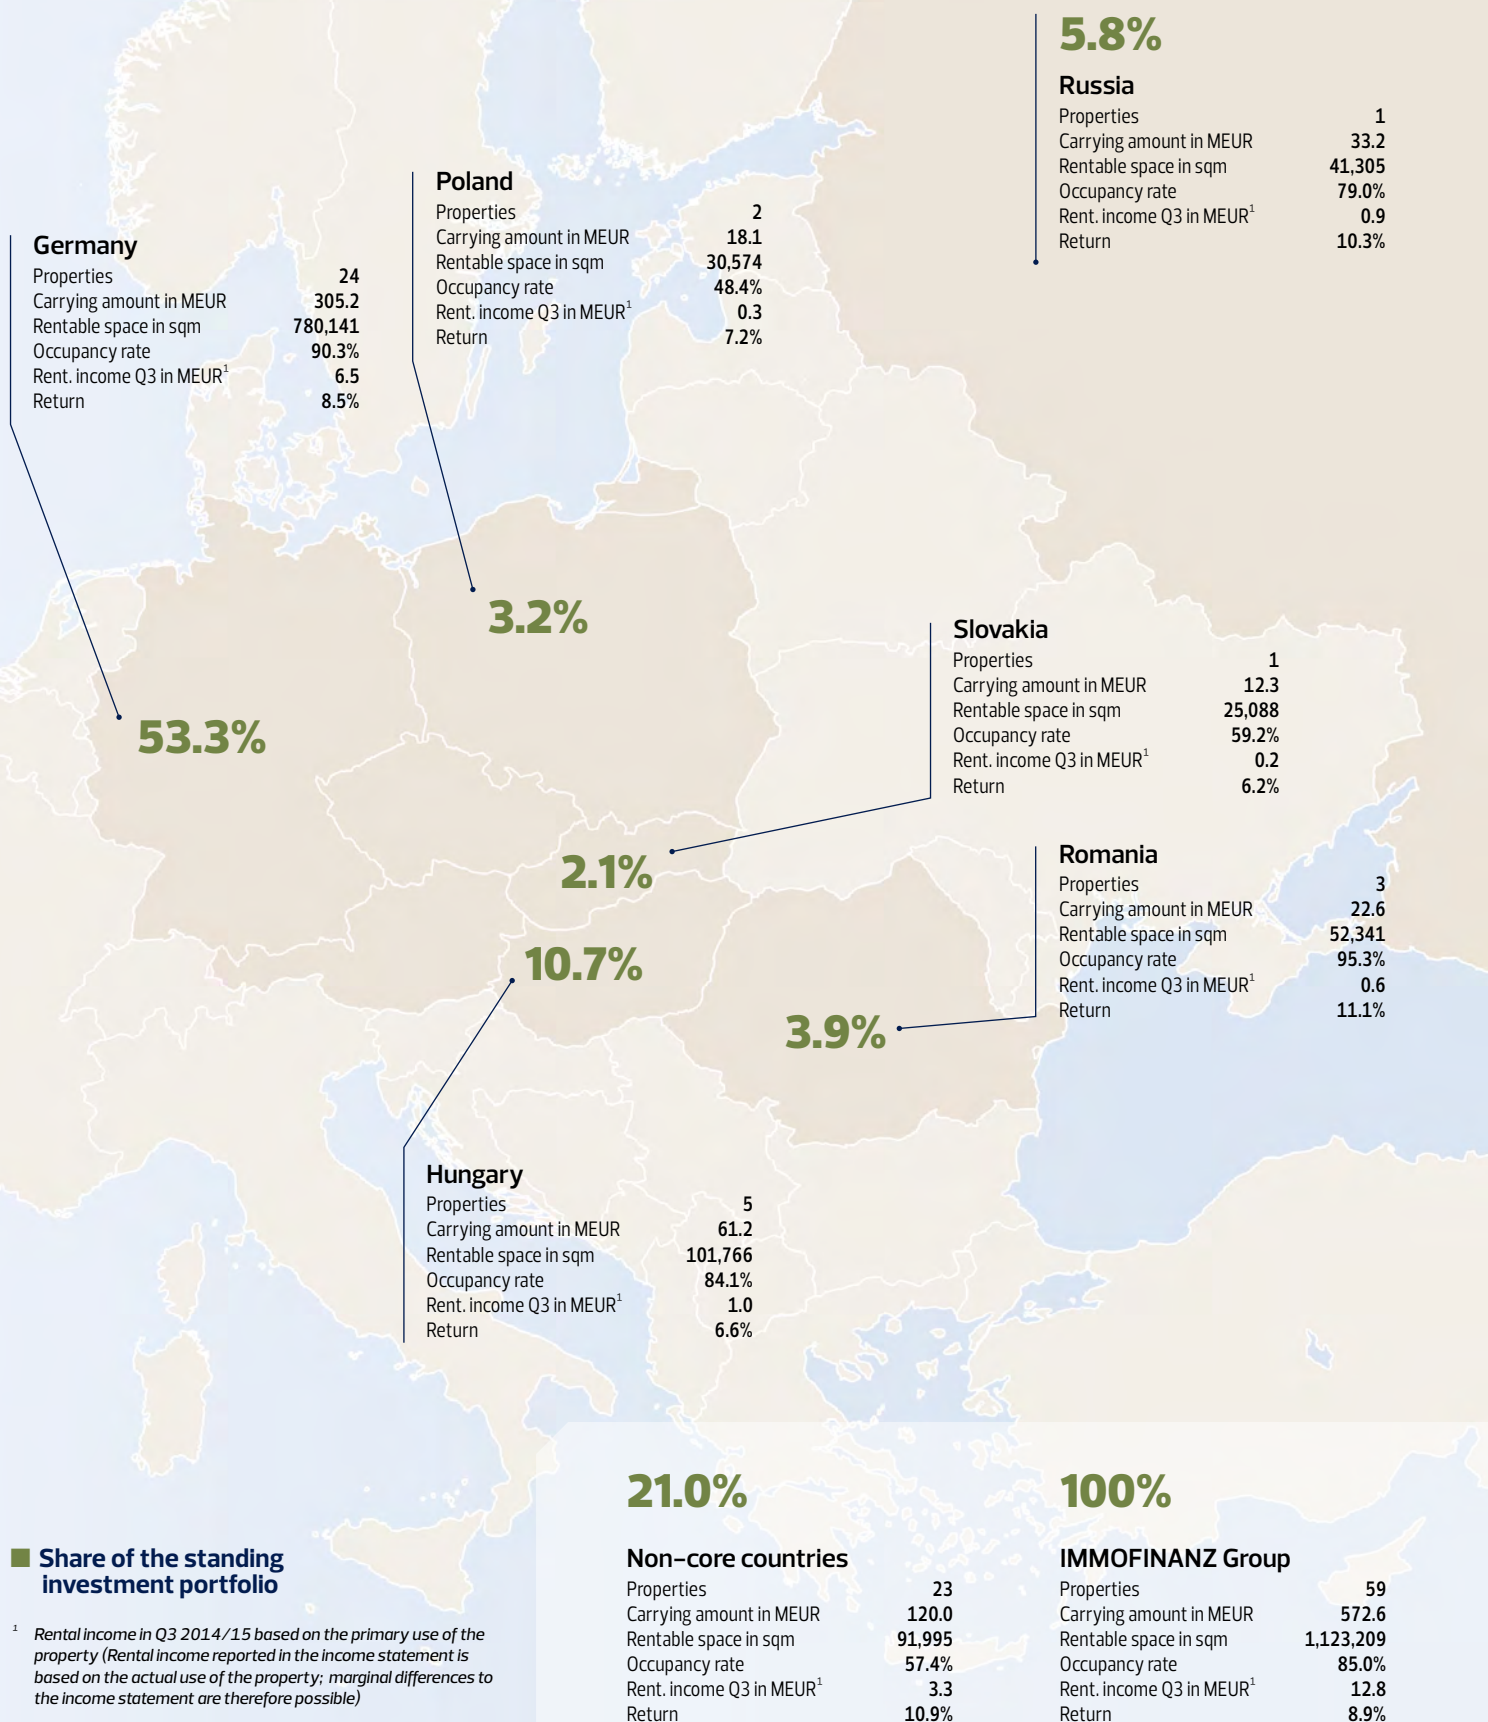 5.8%
Russia
Properties 1
Carrying amount in MEUR 33.2
Rentable space in sqm 41,305
Occupancy rate 79.0%
Rent. income Q3 in MEUR¹ 0.9
Return 10.3%
Poland
Properties 2
Carrying amount in MEUR 18.1
Rentable space in sqm 30,574
Occupancy rate 48.4%
Rent. income Q3 in MEUR¹ 0.3
Return 7.2%
Germany
Properties 24
Carrying amount in MEUR 305.2
Rentable space in sqm 780,141
Occupancy rate 90.3%
Rent. income Q3 in MEUR¹ 6.5
Return 8.5%
3.2%
53.3%
Slovakia
Properties 1
Carrying amount in MEUR 12.3
Rentable space in sqm 25,088
Occupancy rate 59.2%
Rent. income Q3 in MEUR¹ 0.2
Return 6.2%
2.1%
Romania
Properties 3
Carrying amount in MEUR 22.6
Rentable space in sqm 52,341
Occupancy rate 95.3%
Rent. income Q3 in MEUR¹ 0.6
Return 11.1%
10.7%
3.9%
Hungary
Properties 5
Carrying amount in MEUR 61.2
Rentable space in sqm 101,766
Occupancy rate 84.1%
Rent. income Q3 in MEUR¹ 1.0
Return 6.6%
21.0%
Non-core countries
Properties 23
Carrying amount in MEUR 120.0
Rentable space in sqm 91,995
Occupancy rate 57.4%
Rent. income Q3 in MEUR¹ 3.3
Return 10.9%
100%
IMMOFINANZ Group
Properties 59
Carrying amount in MEUR 572.6
Rentable space in sqm 1,123,209
Occupancy rate 85.0%
Rent. income Q3 in MEUR¹ 12.8
Return 8.9%
Share of the standing
investment portfolio
¹ Rental income in Q3 2014/15 based on the primary use of the
property (Rental income reported in the income statement is
based on the actual use of the property; marginal differences to
the income statement are therefore possible)